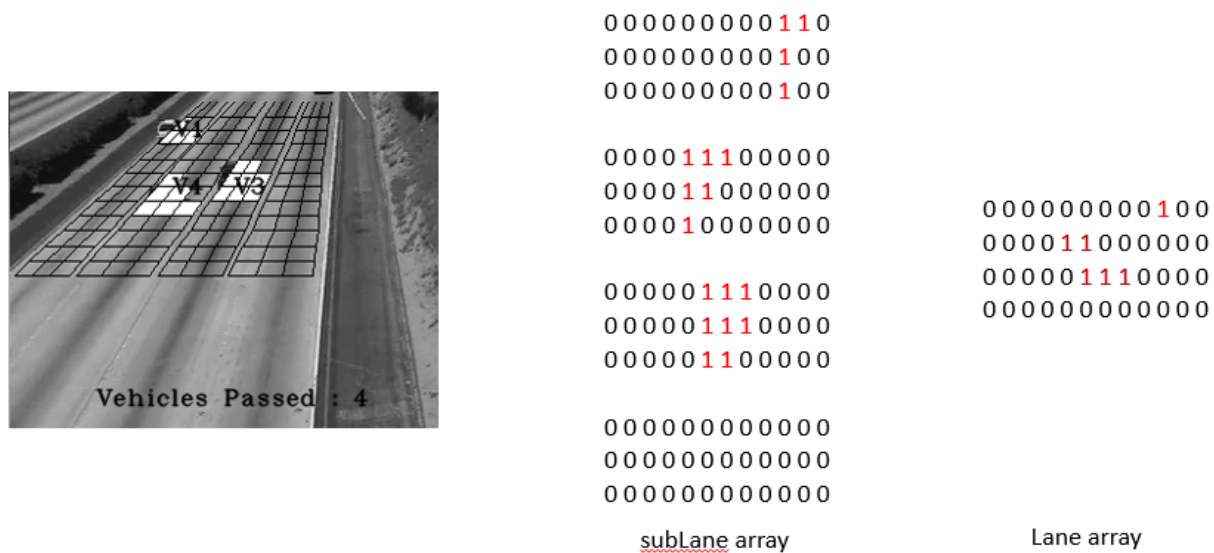 V1
V4 V3
Vehicles Passed : 4
0 0 0 0 0 0 0 0 0 1 1 0
0 0 0 0 0 0 0 0 0 1 0 0
0 0 0 0 0 0 0 0 0 1 0 0
0 0 0 0 1 1 1 0 0 0 0 0
0 0 0 0 1 1 0 0 0 0 0 0
0 0 0 0 1 0 0 0 0 0 0 0
0 0 0 0 0 1 1 1 0 0 0 0
0 0 0 0 0 1 1 1 0 0 0 0
0 0 0 0 0 1 1 0 0 0 0 0
0 0 0 0 0 0 0 0 0 0 0 0
0 0 0 0 0 0 0 0 0 0 0 0
0 0 0 0 0 0 0 0 0 0 0 0
subLane array
0 0 0 0 0 0 0 0 0 1 0 0
0 0 0 0 1 1 0 0 0 0 0 0
0 0 0 0 0 1 1 1 0 0 0 0
0 0 0 0 0 0 0 0 0 0 0 0
Lane array